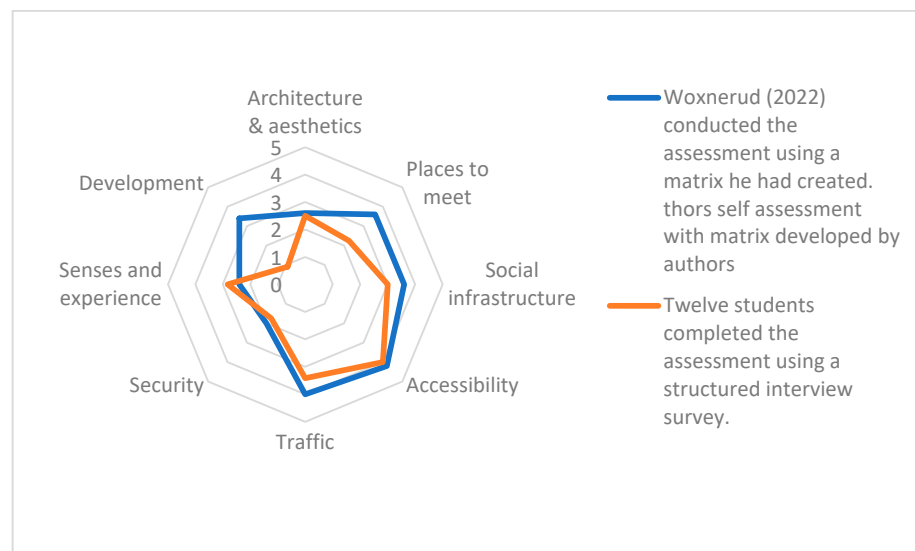 Architecture
& aesthetics
5
4
3
2
1
0
Places to
meet
Social
infrastructure
Accessibility
Traffic
Security
Senses and
experience
Development
Woxnerud (2022)
conducted the
assessment using a
matrix he had created.
thors self assessment
with matrix developed by
authors
Twelve students
completed the
assessment using a
structured interview
survey.